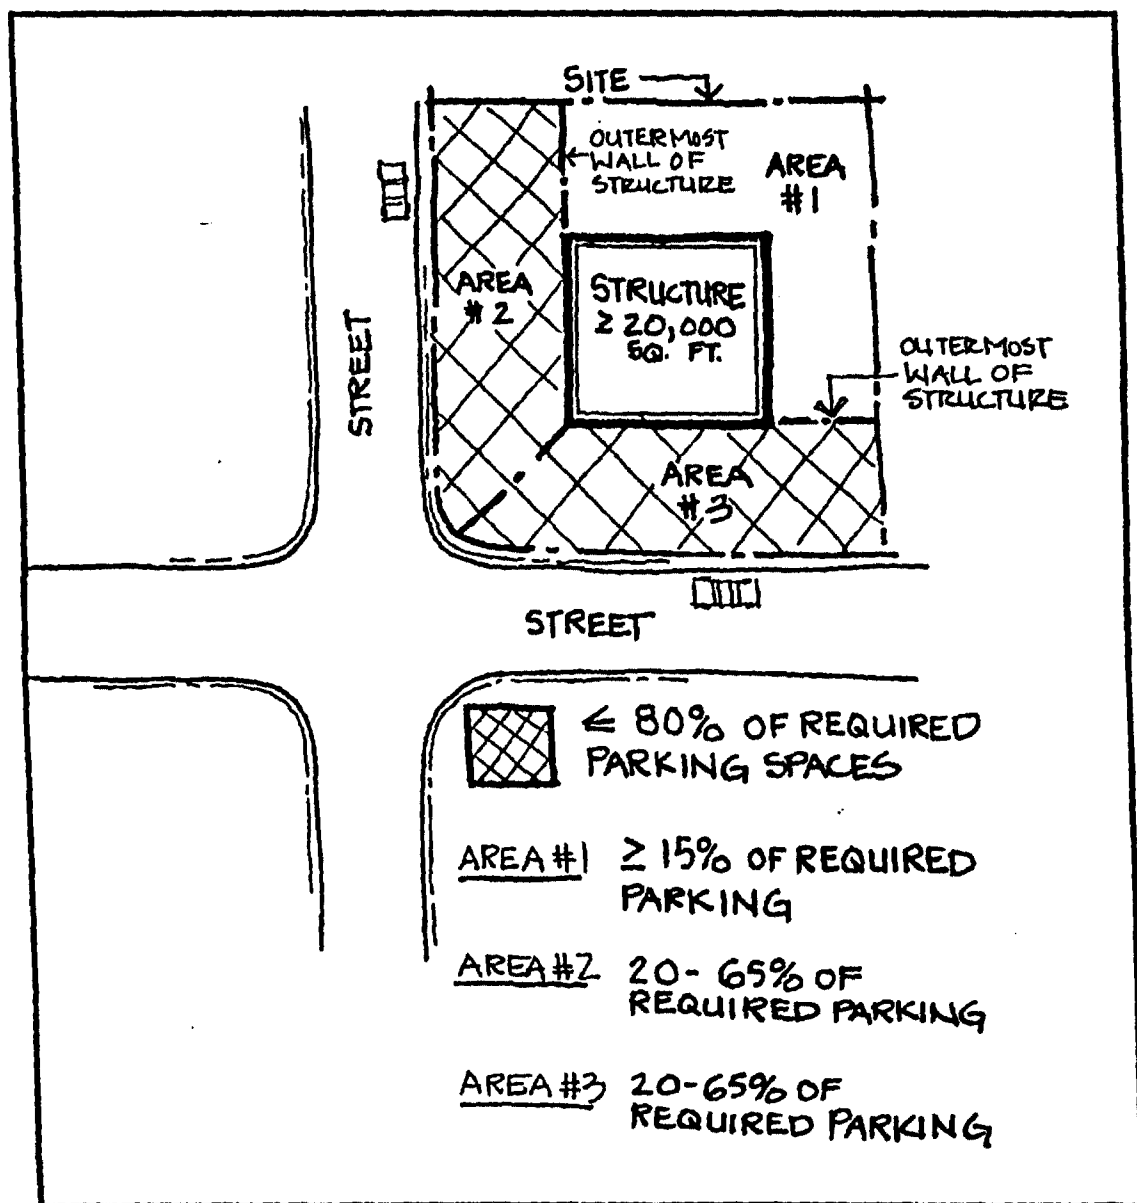 SITE
OUTERMOST
WALL OF
STRUCTURE
AREA
#1
AREA
#2
STRUCTURE
≥ 20,000
SQ. FT.
STREET
OUTERMOST
WALL OF
STRUCTURE
AREA
#3
STREET
≤ 80% OF REQUIRED
PARKING SPACES
AREA #1 ≥ 15% OF REQUIRED
PARKING
AREA #2 20-65% OF
REQUIRED PARKING
AREA #3 20-65% OF
REQUIRED PARKING